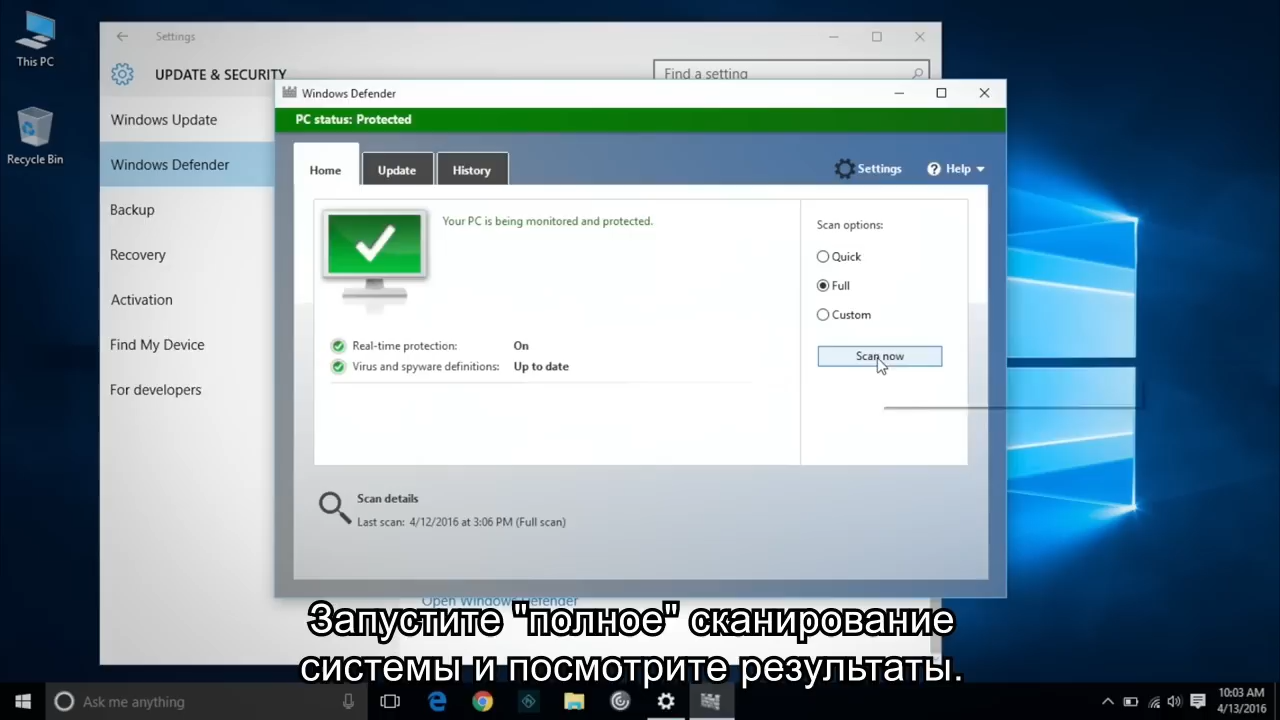 This PC
Recycle Bin
Settings
UPDATE & SECURITY
Find a setting
Windows Update
Windows Defender
Backup
Recovery
Activation
Find My Device
For developers
Windows Defender
PC status: Protected
Home
Update
History
Settings
Help
Your PC is being monitored and protected.
Real-time protection: On
Virus and spyware definitions: Up to date
Scan options:
Quick
Full
Custom
Scan now
Scan details
Last scan: 4/12/2016 at 3:06 PM (Full scan)
Open Windows Defender
Запустите "полное" сканирование
системы и посмотрите результаты.
Ask me anything
10:03 AM
4/13/2016